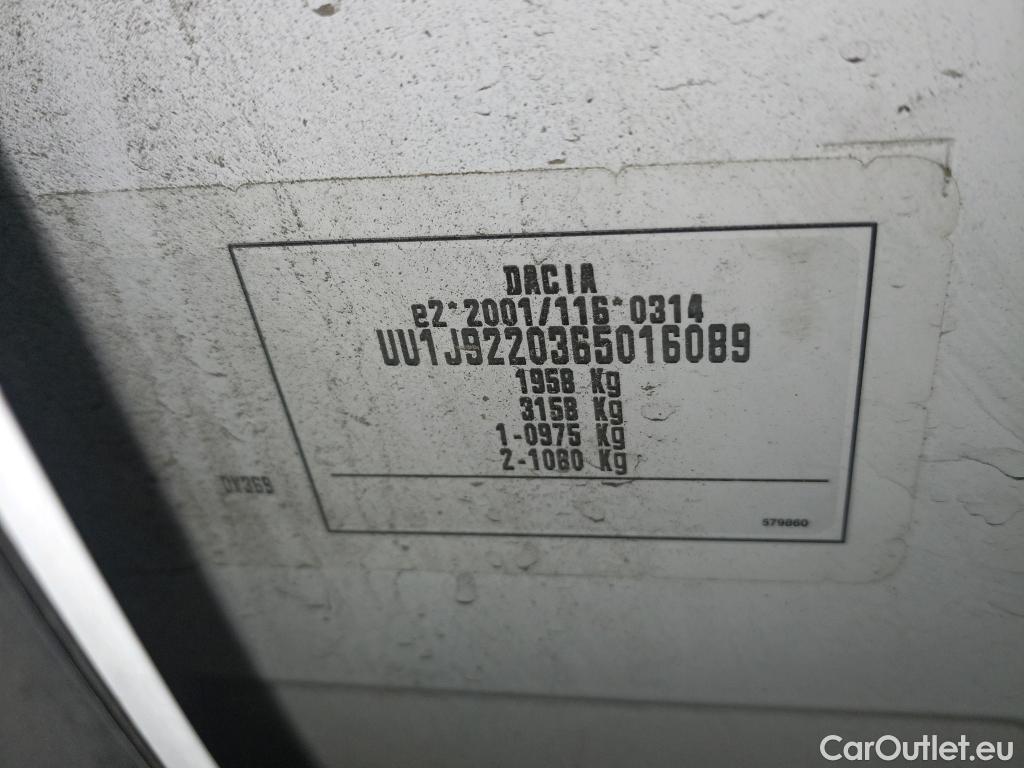 DACIA
e2*2001/116*0314
UU1J9220365016089
1958 Kg
3158 Kg
1-0975 Kg
2-1080 Kg
DY369
579860
CarOutlet.eu